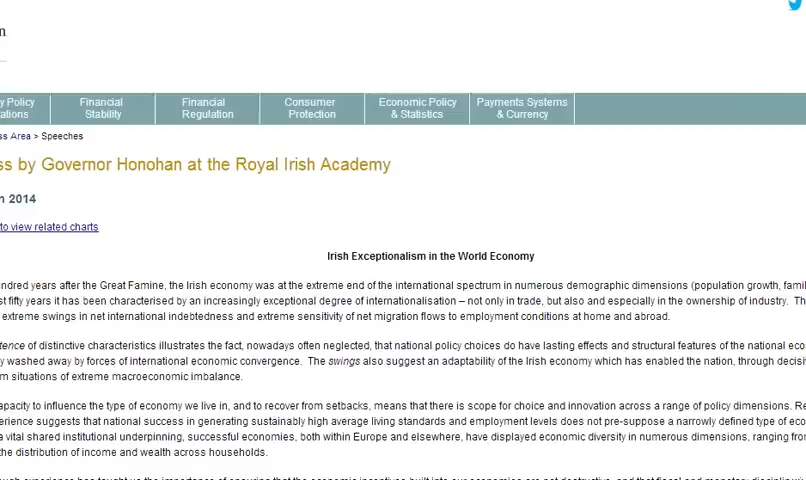 n
y Policy
ations
Financial
Stability
Financial
Regulation
Consumer
Protection
Economic Policy
& Statistics
Payments Systems
& Currency
ss Area > Speeches
ss by Governor Honohan at the Royal Irish Academy
h 2014
to view related charts
Irish Exceptionalism in the World Economy
ndred years after the Great Famine, the Irish economy was at the extreme end of the international spectrum in numerous demographic dimensions (population growth, famil
st fifty years it has been characterised by an increasingly exceptional degree of internationalisation – not only in trade, but also and especially in the ownership of industry. Th
extreme swings in net international indebtedness and extreme sensitivity of net migration flows to employment conditions at home and abroad.
tence of distinctive characteristics illustrates the fact, nowadays often neglected, that national policy choices do have lasting effects and structural features of the national eco
y washed away by forces of international economic convergence. The swings also suggest an adaptability of the Irish economy which has enabled the nation, through decisiv
m situations of extreme macroeconomic imbalance.
apacity to influence the type of economy we live in, and to recover from setbacks, means that there is scope for choice and innovation across a range of policy dimensions. Re
erience suggests that national success in generating sustainably high average living standards and employment levels does not pre-suppose a narrowly defined type of econ
a vital shared institutional underpinning, successful economies, both within Europe and elsewhere, have displayed economic diversity in numerous dimensions, ranging from
the distribution of income and wealth across households.